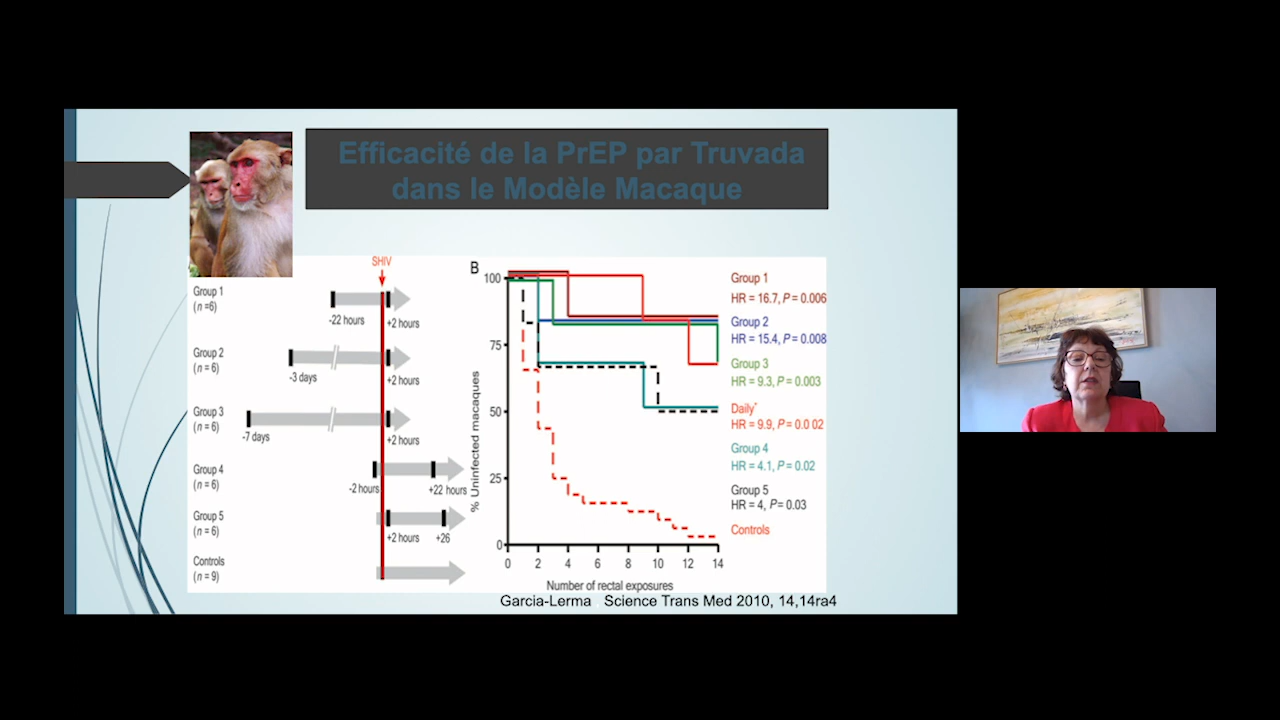 Efficacité de la PrEP par Truvada
dans le Modèle Macaque
SHIV
Group 1
(n =6)
-22 hours
+2 hours
Group 2
(n = 6)
-3 days
+2 hours
Group 3
(n = 6)
-7 days
+2 hours
Group 4
(n = 6)
-2 hours
+22 hours
Group 5
(n = 6)
+2 hours
+26
Controls
(n = 9)
B
% Uninfected macaques
100
75
50
25
0
0 2 4 6 8 10 12 14
Number of rectal exposures
Group 1
HR = 16.7, P = 0.006
Group 2
HR = 15.4, P = 0.008
Group 3
HR = 9.3, P = 0.003
Daily*
HR = 9.9, P = 0.0 02
Group 4
HR = 4.1, P = 0.02
Group 5
HR = 4, P = 0.03
Controls
Garcia-Lerma Science Trans Med 2010, 14,14ra4